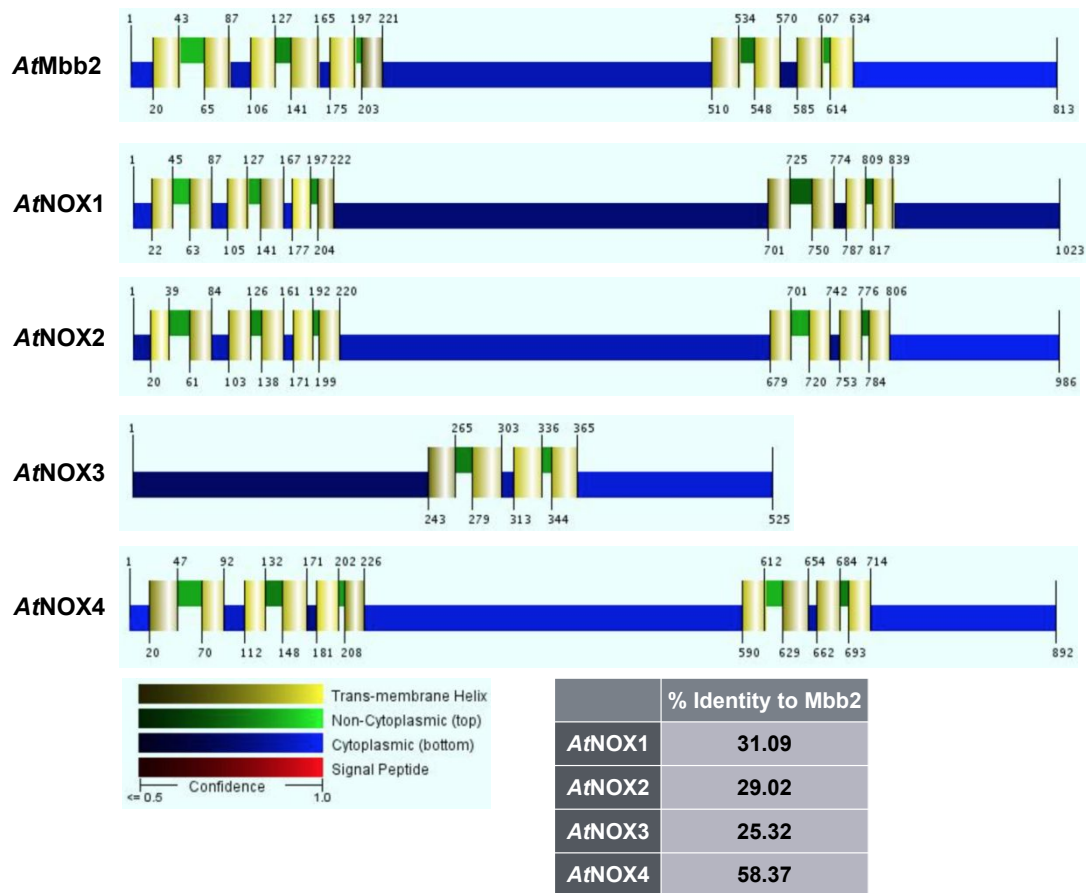 1 43 87 127 165 197 221 534 570 607 634
AtMbb2
20 65 106 141 175 203 510 548 585 614 813
1 45 87 127 167 197 222 725 774 809 839
AtNOX1
22 63 105 141 177 204 701 750 787 817 1023
1 39 84 126 161 192 220 701 742 776 806
AtNOX2
20 61 103 138 171 199 679 720 753 784 986
1 265 303 336 365
AtNOX3
243 279 313 344 525
1 47 92 132 171 202 226 612 654 684 714
AtNOX4
20 70 112 148 181 208 590 629 662 693 892
Trans-membrane Helix
Non-Cytoplasmic (top)
Cytoplasmic (bottom)
Signal Peptide
Confidence
<= 0.5 1.0
% Identity to Mbb2
AtNOX1 31.09
AtNOX2 29.02
AtNOX3 25.32
AtNOX4 58.37